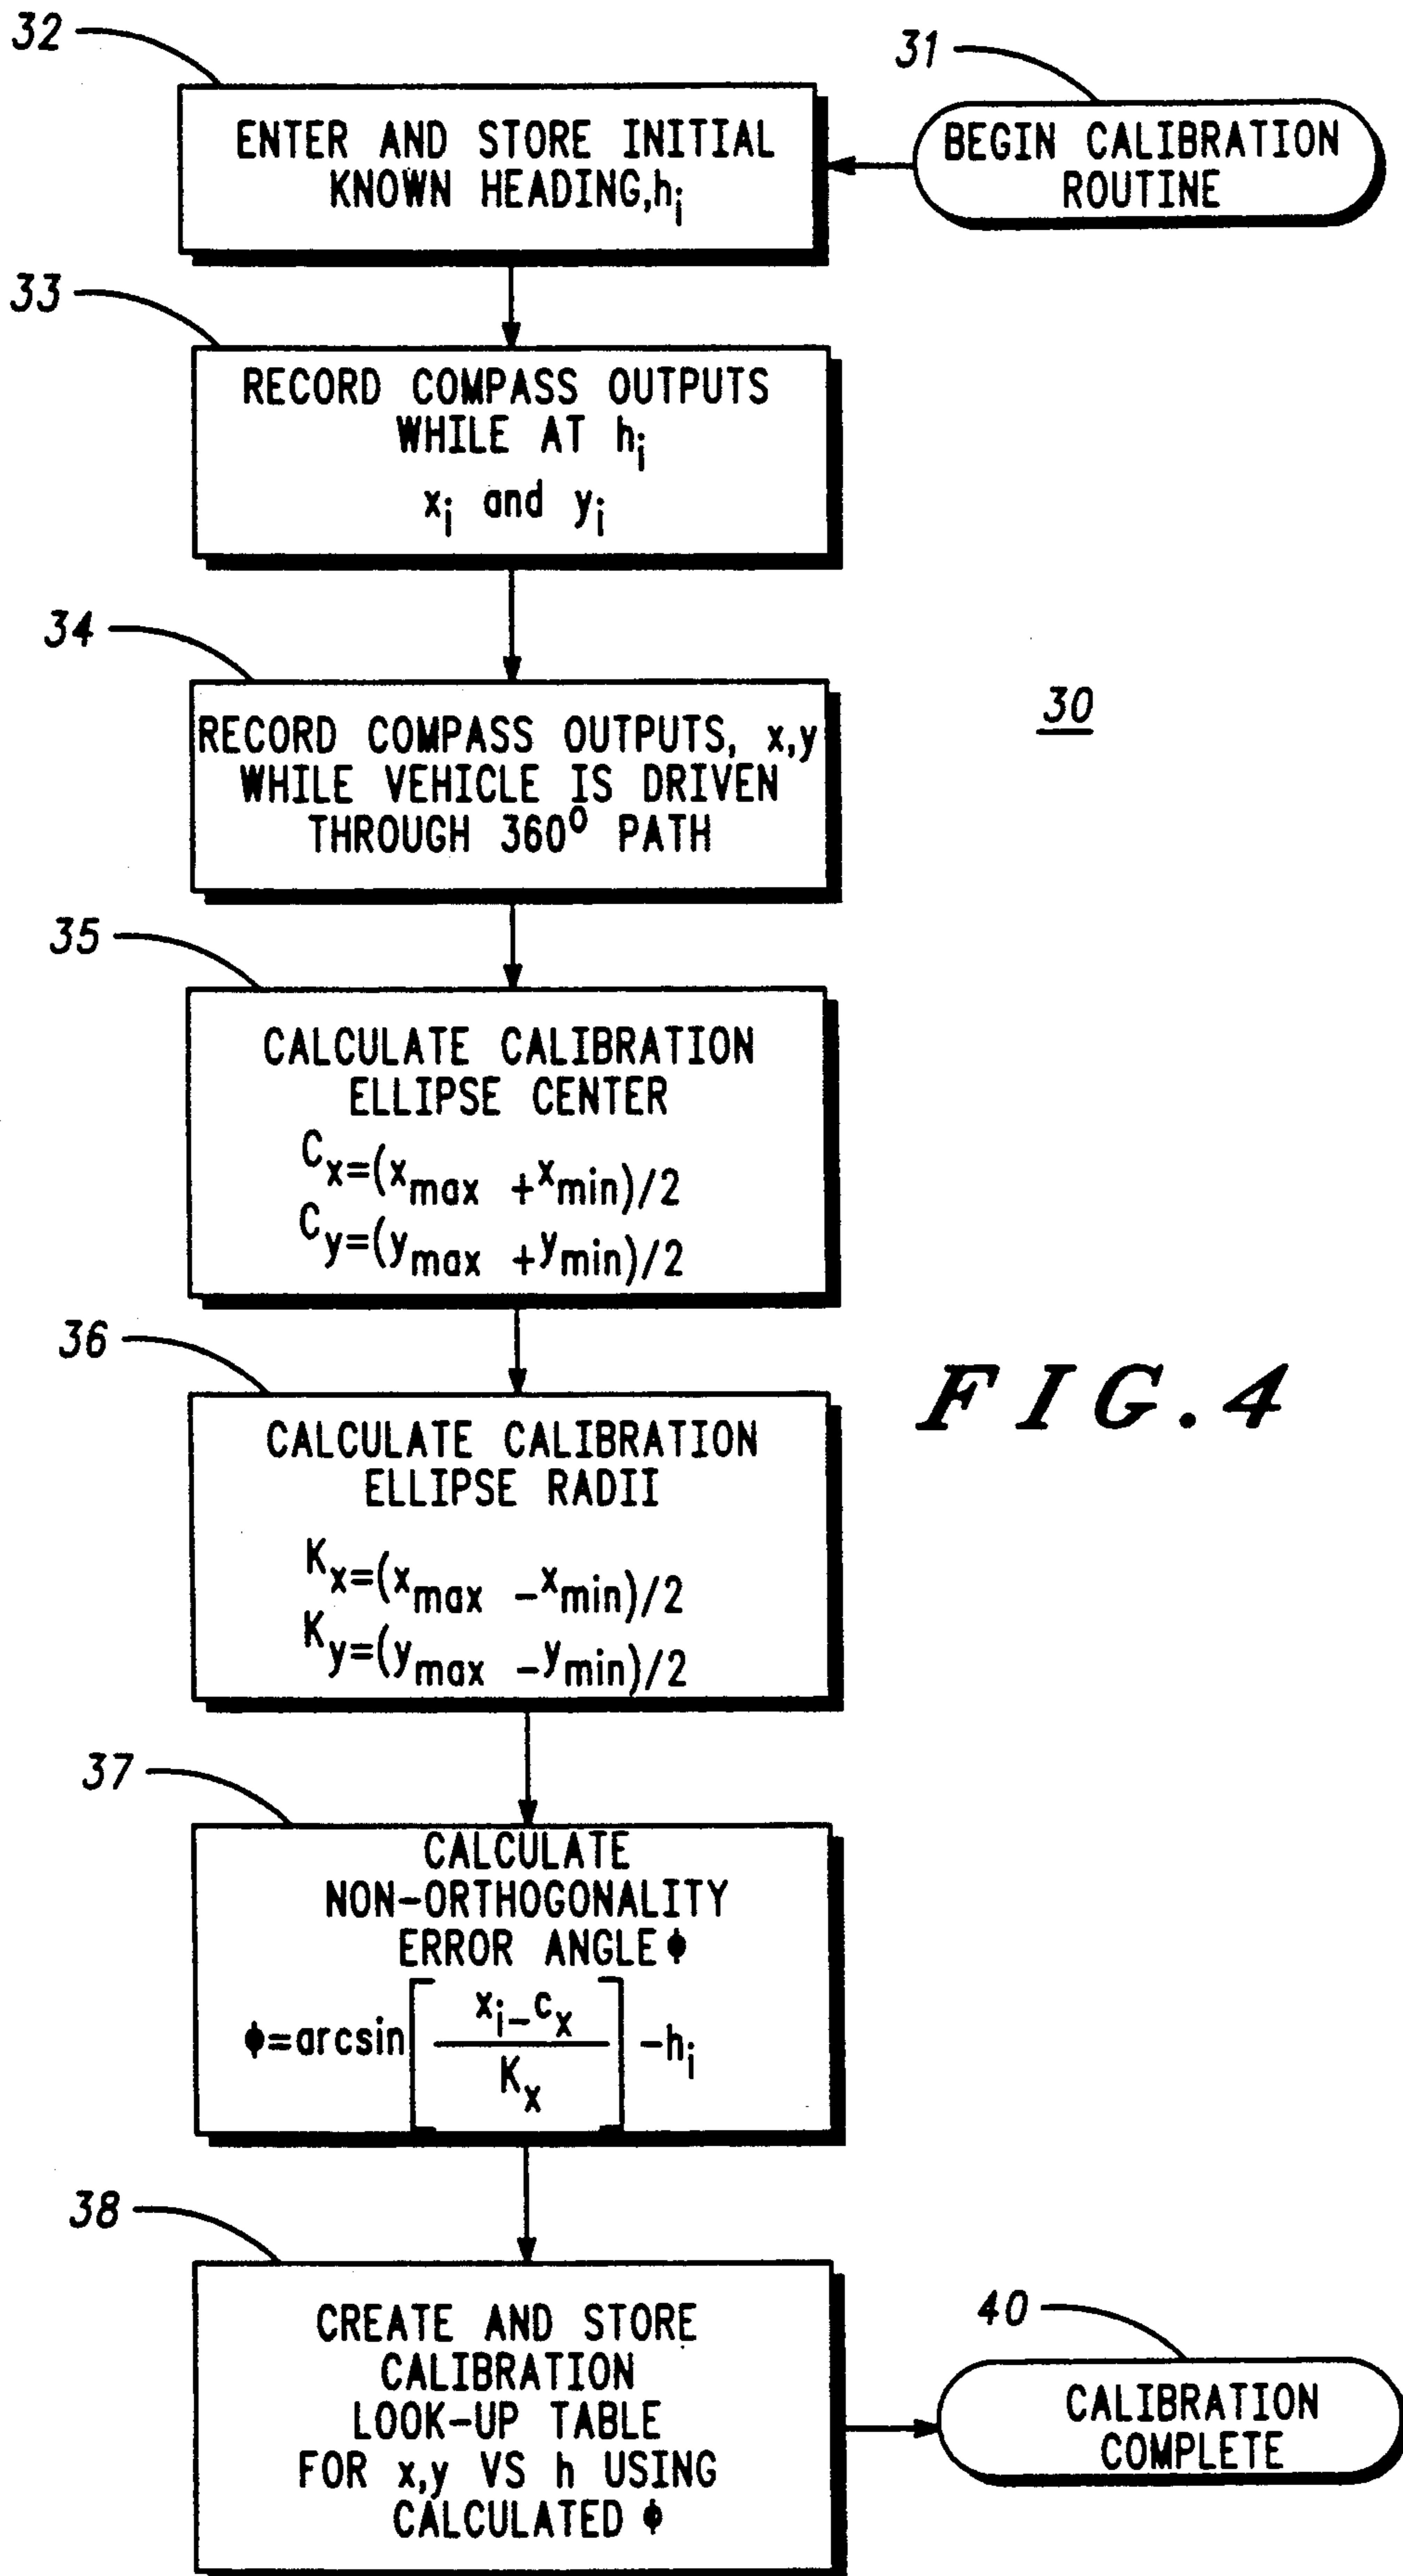 32
31
BEGIN CALIBRATION
ROUTINE
ENTER AND STORE INITIAL
KNOWN HEADING,hi
33
RECORD COMPASS OUTPUTS
WHILE AT hi
xi and yi
34
RECORD COMPASS OUTPUTS, x,y
WHILE VEHICLE IS DRIVEN
THROUGH 360° PATH
30
35
CALCULATE CALIBRATION
ELLIPSE CENTER
Cx=(xmax +xmin)/2
Cy=(ymax +ymin)/2
36
CALCULATE CALIBRATION
ELLIPSE RADII
Kx=(xmax -xmin)/2
Ky=(ymax -ymin)/2
FIG.4
37
CALCULATE
NON-ORTHOGONALITY
ERROR ANGLE ϕ
ϕ=arcsin[(xi-cx)/Kx] -hi
38
CREATE AND STORE
CALIBRATION
LOOK-UP TABLE
FOR x,y VS h USING
CALCULATED ϕ
40
CALIBRATION
COMPLETE